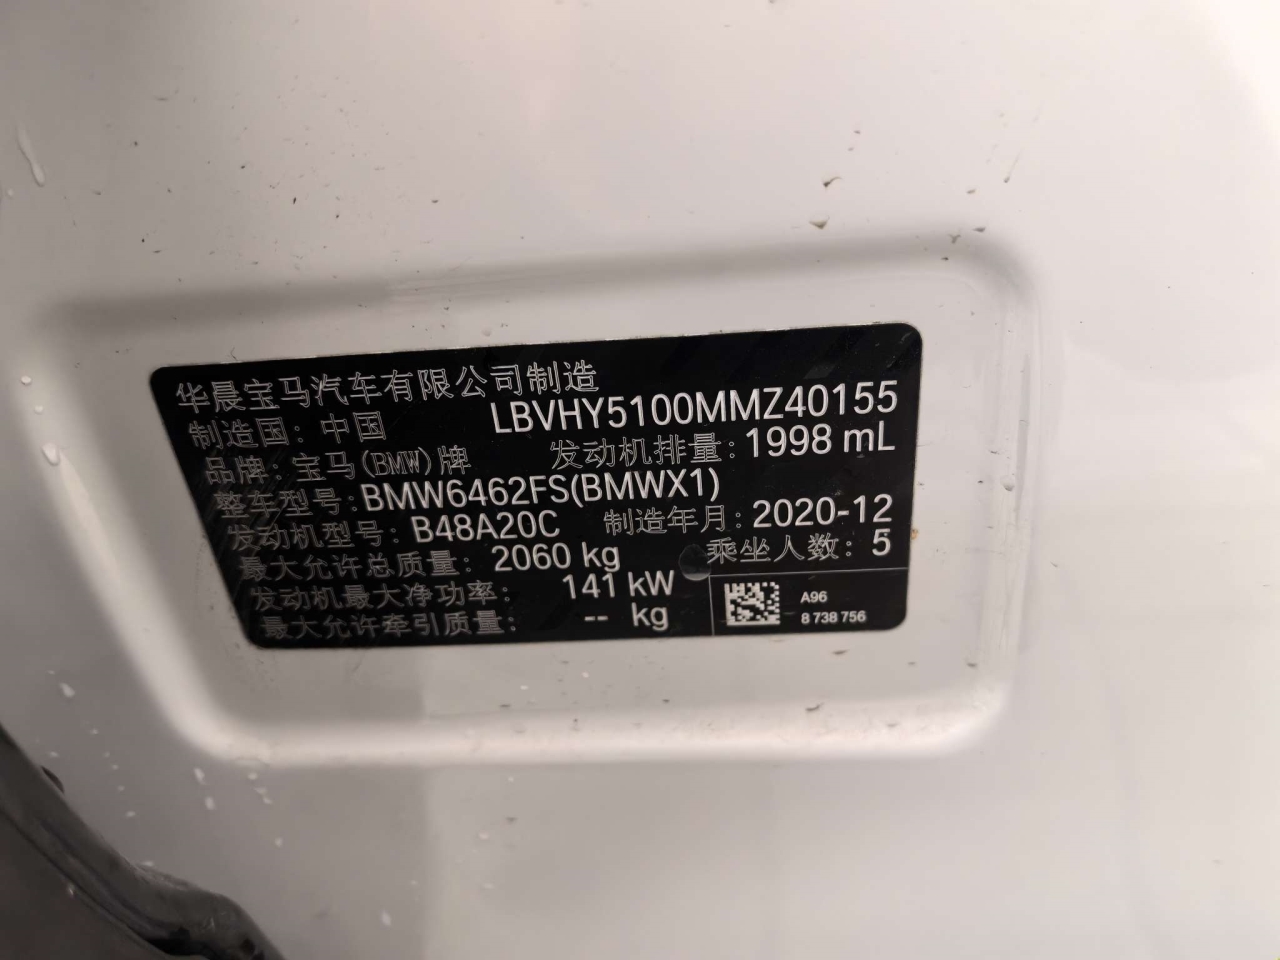 华晨宝马汽车有限公司制造
制造国：中国 LBVHY5100MMZ40155
品牌：宝马(BMW)牌 发动机排量：1998 mL
整车型号：BMW6462FS(BMWX1)
发动机型号：B48A20C 制造年月：2020-12
最大允许总质量：2060 kg 乘坐人数：5
发动机最大净功率：141 kW
最大允许牵引质量：-- kg
A96
8 738 756